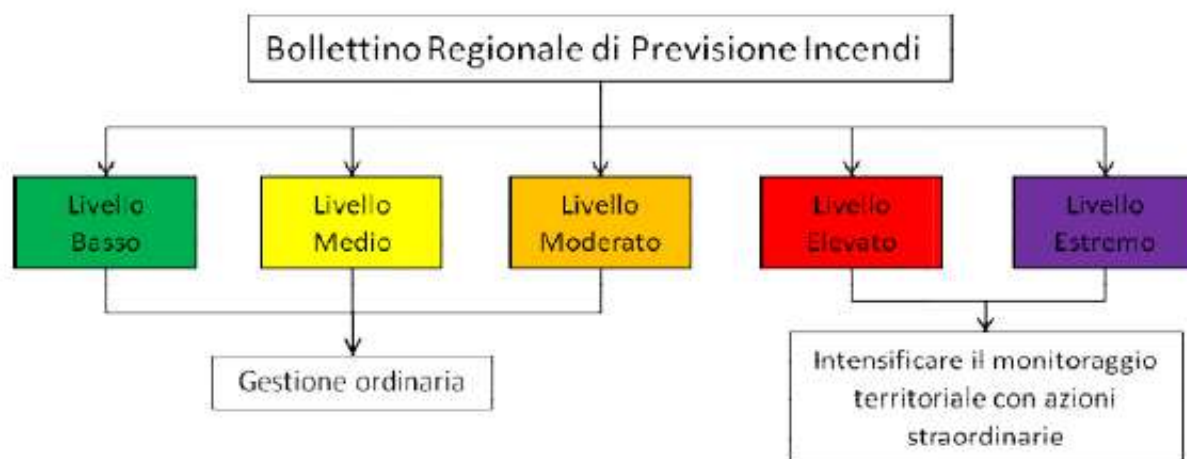 Bollettino Regionale di Previsione Incendi
Livello
Basso
Livello
Medio
Livello
Moderato
Livello
Elevato
Livello
Estremo
Gestione ordinaria
Intensificare il monitoraggio
territoriale con azioni
straordinarie